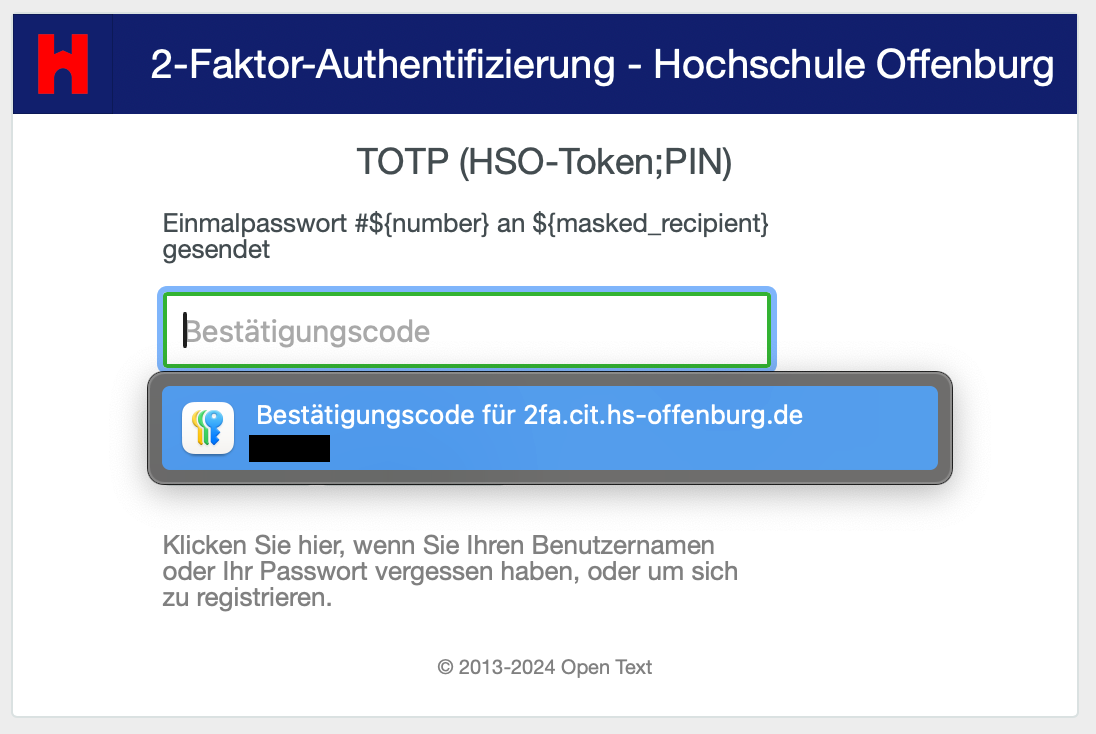 2-Faktor-Authentifizierung - Hochschule Offenburg
TOTP (HSO-Token;PIN)
Einmalpasswort #${number} an ${masked_recipient}
gesendet
Bestätigungscode
Bestätigungscode für 2fa.cit.hs-offenburg.de
Klicken Sie hier, wenn Sie Ihren Benutzernamen
oder Ihr Passwort vergessen haben, oder um sich
zu registrieren.
© 2013-2024 Open Text